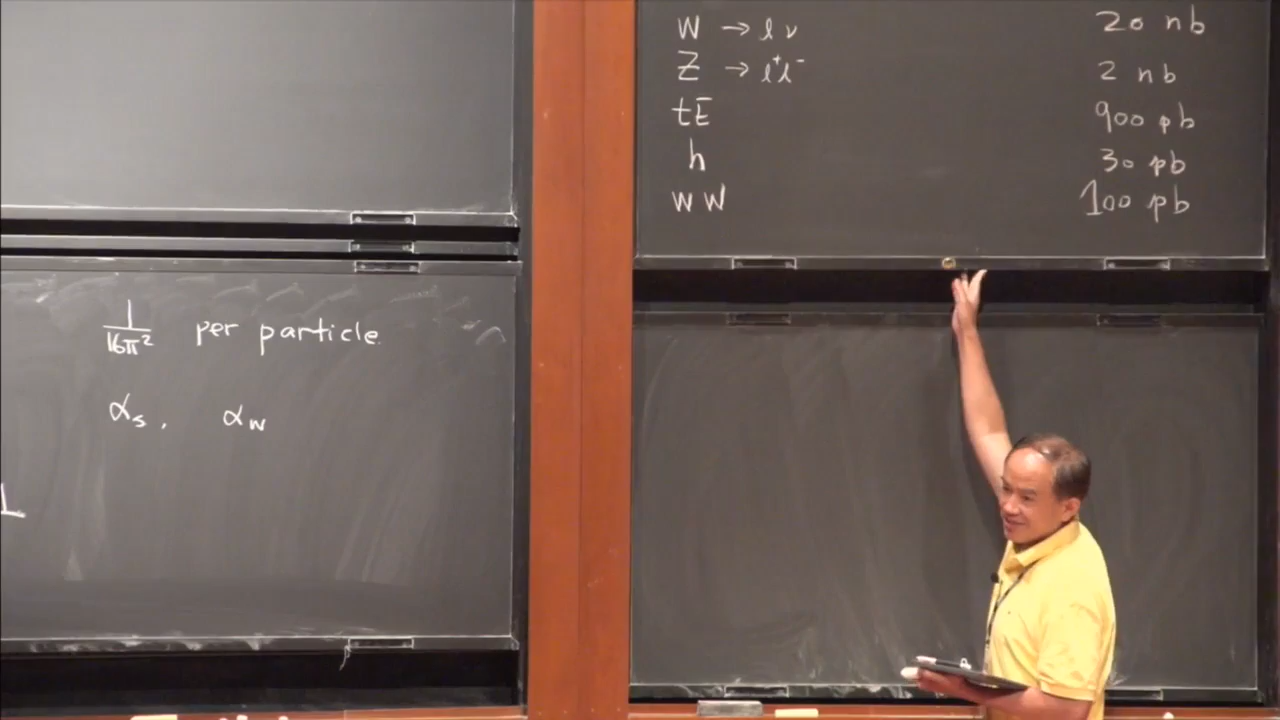 1/16π² per particle.
αs, αw
1
W → lν 20 nb
Z → l⁺l⁻ 2 nb
tt̄ 900 pb
h 30 pb
WW 100 pb